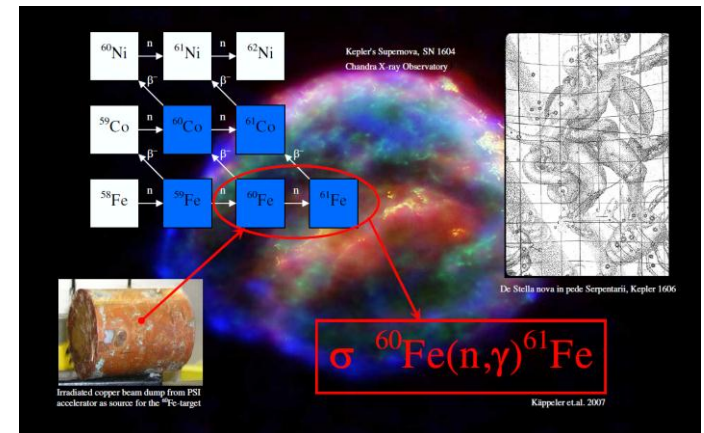 ⁶⁰Ni n ⁶¹Ni n ⁶²Ni
β⁻ β⁻
⁵⁹Co n ⁶⁰Co n ⁶¹Co
β⁻ β⁻ β⁻
⁵⁸Fe n ⁵⁹Fe n ⁶⁰Fe n ⁶¹Fe
Kepler's Supernova, SN 1604
Chandra X-ray Observatory
De Stella nova in pede Serpentarii, Kepler 1606
Irradiated copper beam dump from PSI
accelerator as source for the ⁶⁰Fe-target
σ ⁶⁰Fe(n,γ)⁶¹Fe
Käppeler et.al. 2007